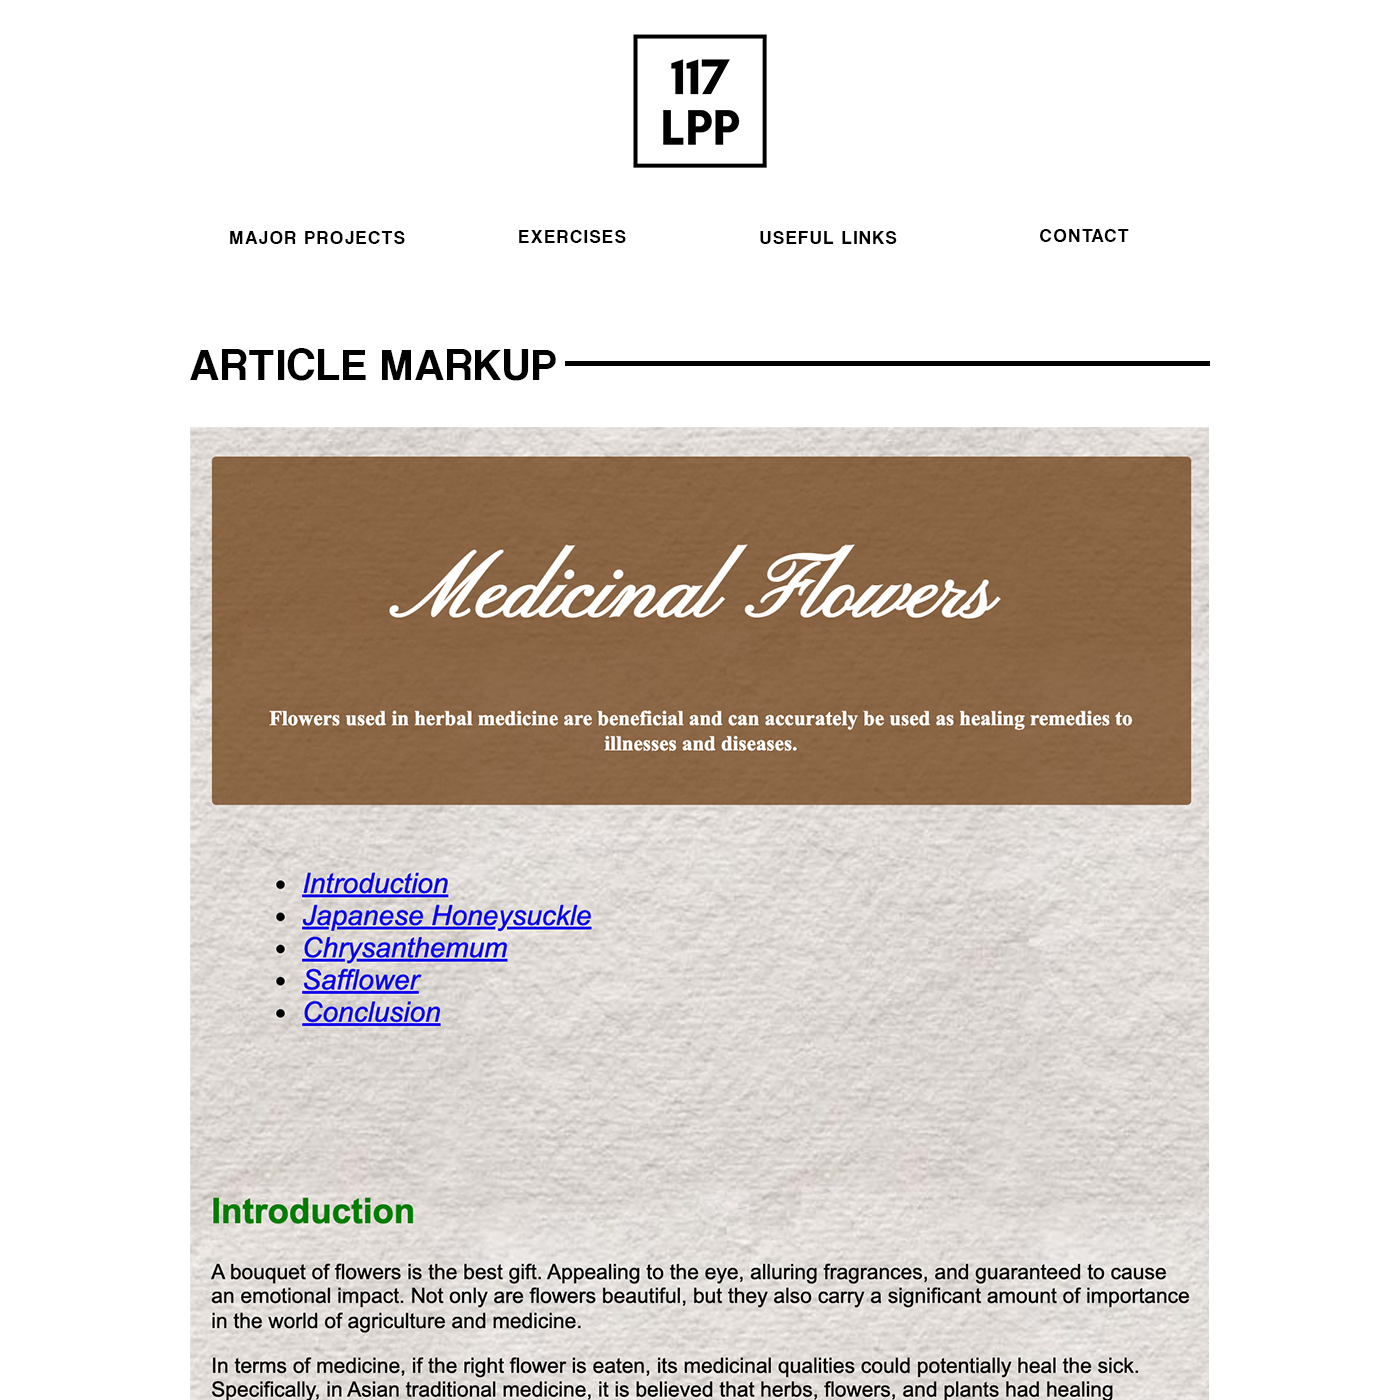 117
LPP
MAJOR PROJECTS EXERCISES USEFUL LINKS CONTACT
ARTICLE MARKUP
Medicinal Flowers
Flowers used in herbal medicine are beneficial and can accurately be used as healing remedies to
illnesses and diseases.
Introduction
Japanese Honeysuckle
Chrysanthemum
Safflower
Conclusion
Introduction
A bouquet of flowers is the best gift. Appealing to the eye, alluring fragrances, and guaranteed to cause
an emotional impact. Not only are flowers beautiful, but they also carry a significant amount of importance
in the world of agriculture and medicine.
In terms of medicine, if the right flower is eaten, its medicinal qualities could potentially heal the sick.
Specifically, in Asian traditional medicine, it is believed that herbs, flowers, and plants had healing